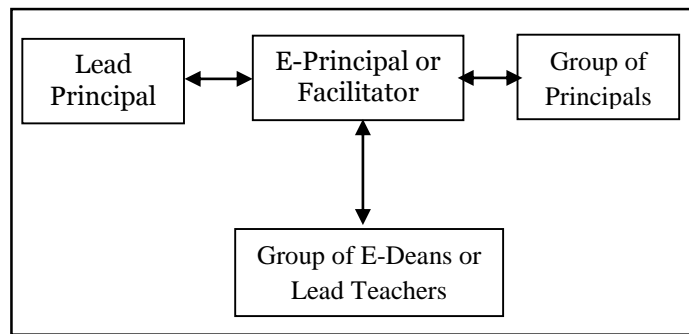 Lead
Principal
E-Principal or
Facilitator
Group of
Principals
Group of E-Deans or
Lead Teachers